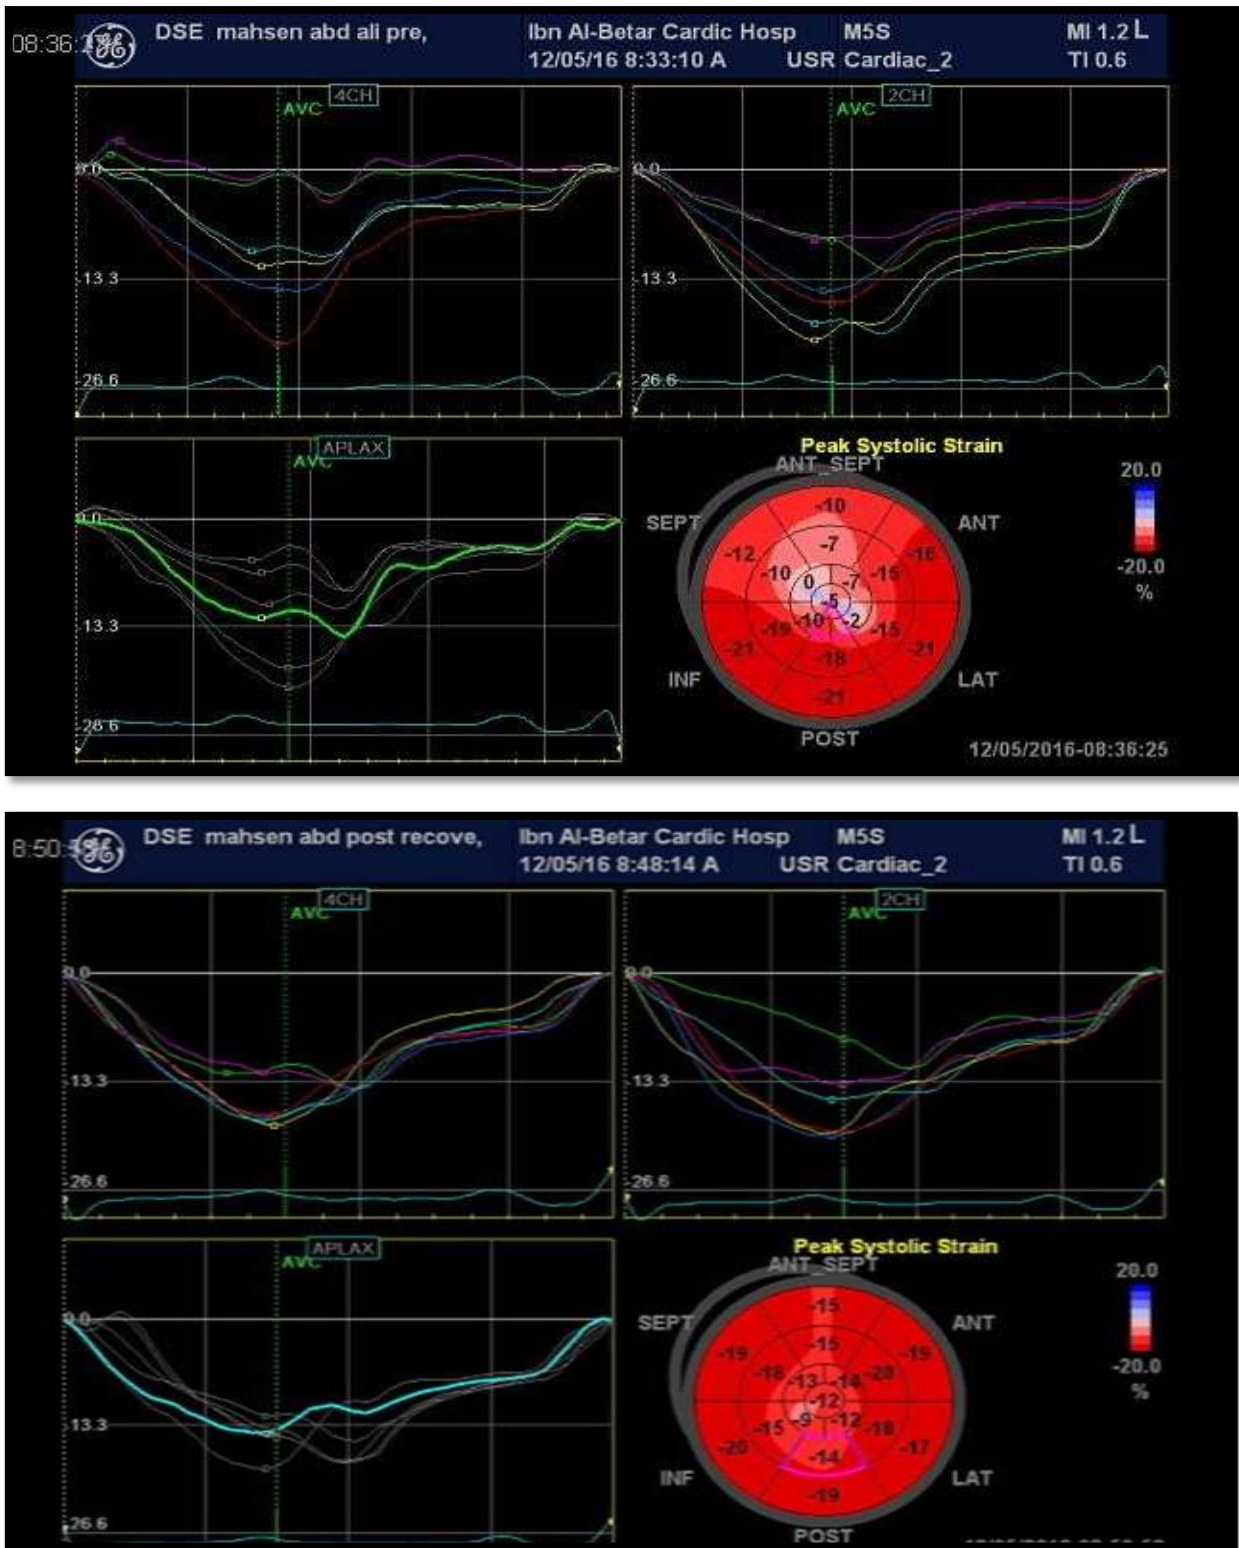 08:36:
DSE mahsen abd ali pre,
Ibn Al-Betar Cardic Hosp
M5S
MI 1.2 L
12/05/16 8:33:10 A
USR Cardiac_2
TI 0.6
4CH
AVC
0.0
-13.3
-26.6
2CH
AVC
0.0
-13.3
-26.6
APLAX
AVC
0.0
-13.3
-26.6
Peak Systolic Strain
ANT_SEPT
SEPT
ANT
INF
LAT
POST
-10
-12
-16
-7
-10
-15
0
-7
-5
-10
-2
-19
-15
-21
-18
-21
-21
20.0
-20.0
%
12/05/2016-08:36:25
8:50:
DSE mahsen abd post recove,
Ibn Al-Betar Cardic Hosp
M5S
MI 1.2 L
12/05/16 8:48:14 A
USR Cardiac_2
TI 0.6
4CH
AVC
0.0
-13.3
-26.6
2CH
AVC
0.0
-13.3
-26.6
APLAX
AVC
0.0
13.3
26.6
Peak Systolic Strain
ANT_SEPT
SEPT
ANT
INF
LAT
POST
-15
-19
-15
-19
-18
-20
-13
-14
-12
-9
-12
-15
-18
-20
-14
-17
-19
20.0
-20.0
%